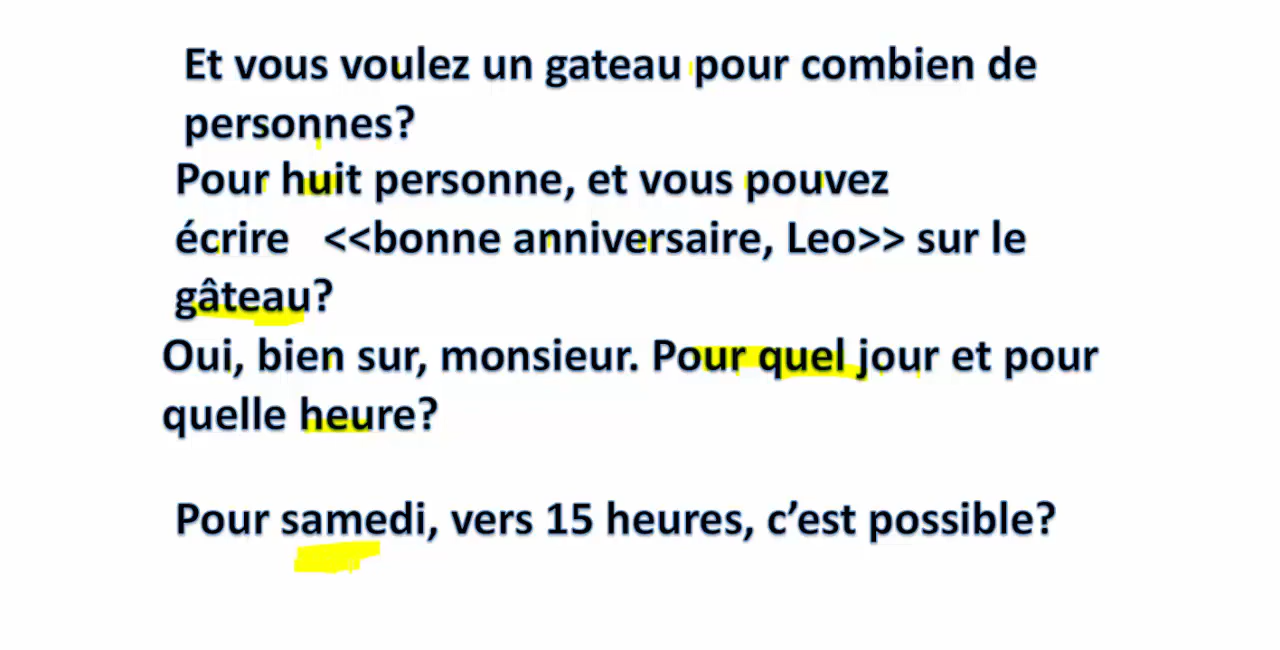 Et vous voulez un gateau pour combien de
personnes?
Pour huit personne, et vous pouvez
écrire <<bonne anniversaire, Leo>> sur le
gâteau?
Oui, bien sur, monsieur. Pour quel jour et pour
quelle heure?
Pour samedi, vers 15 heures, c’est possible?